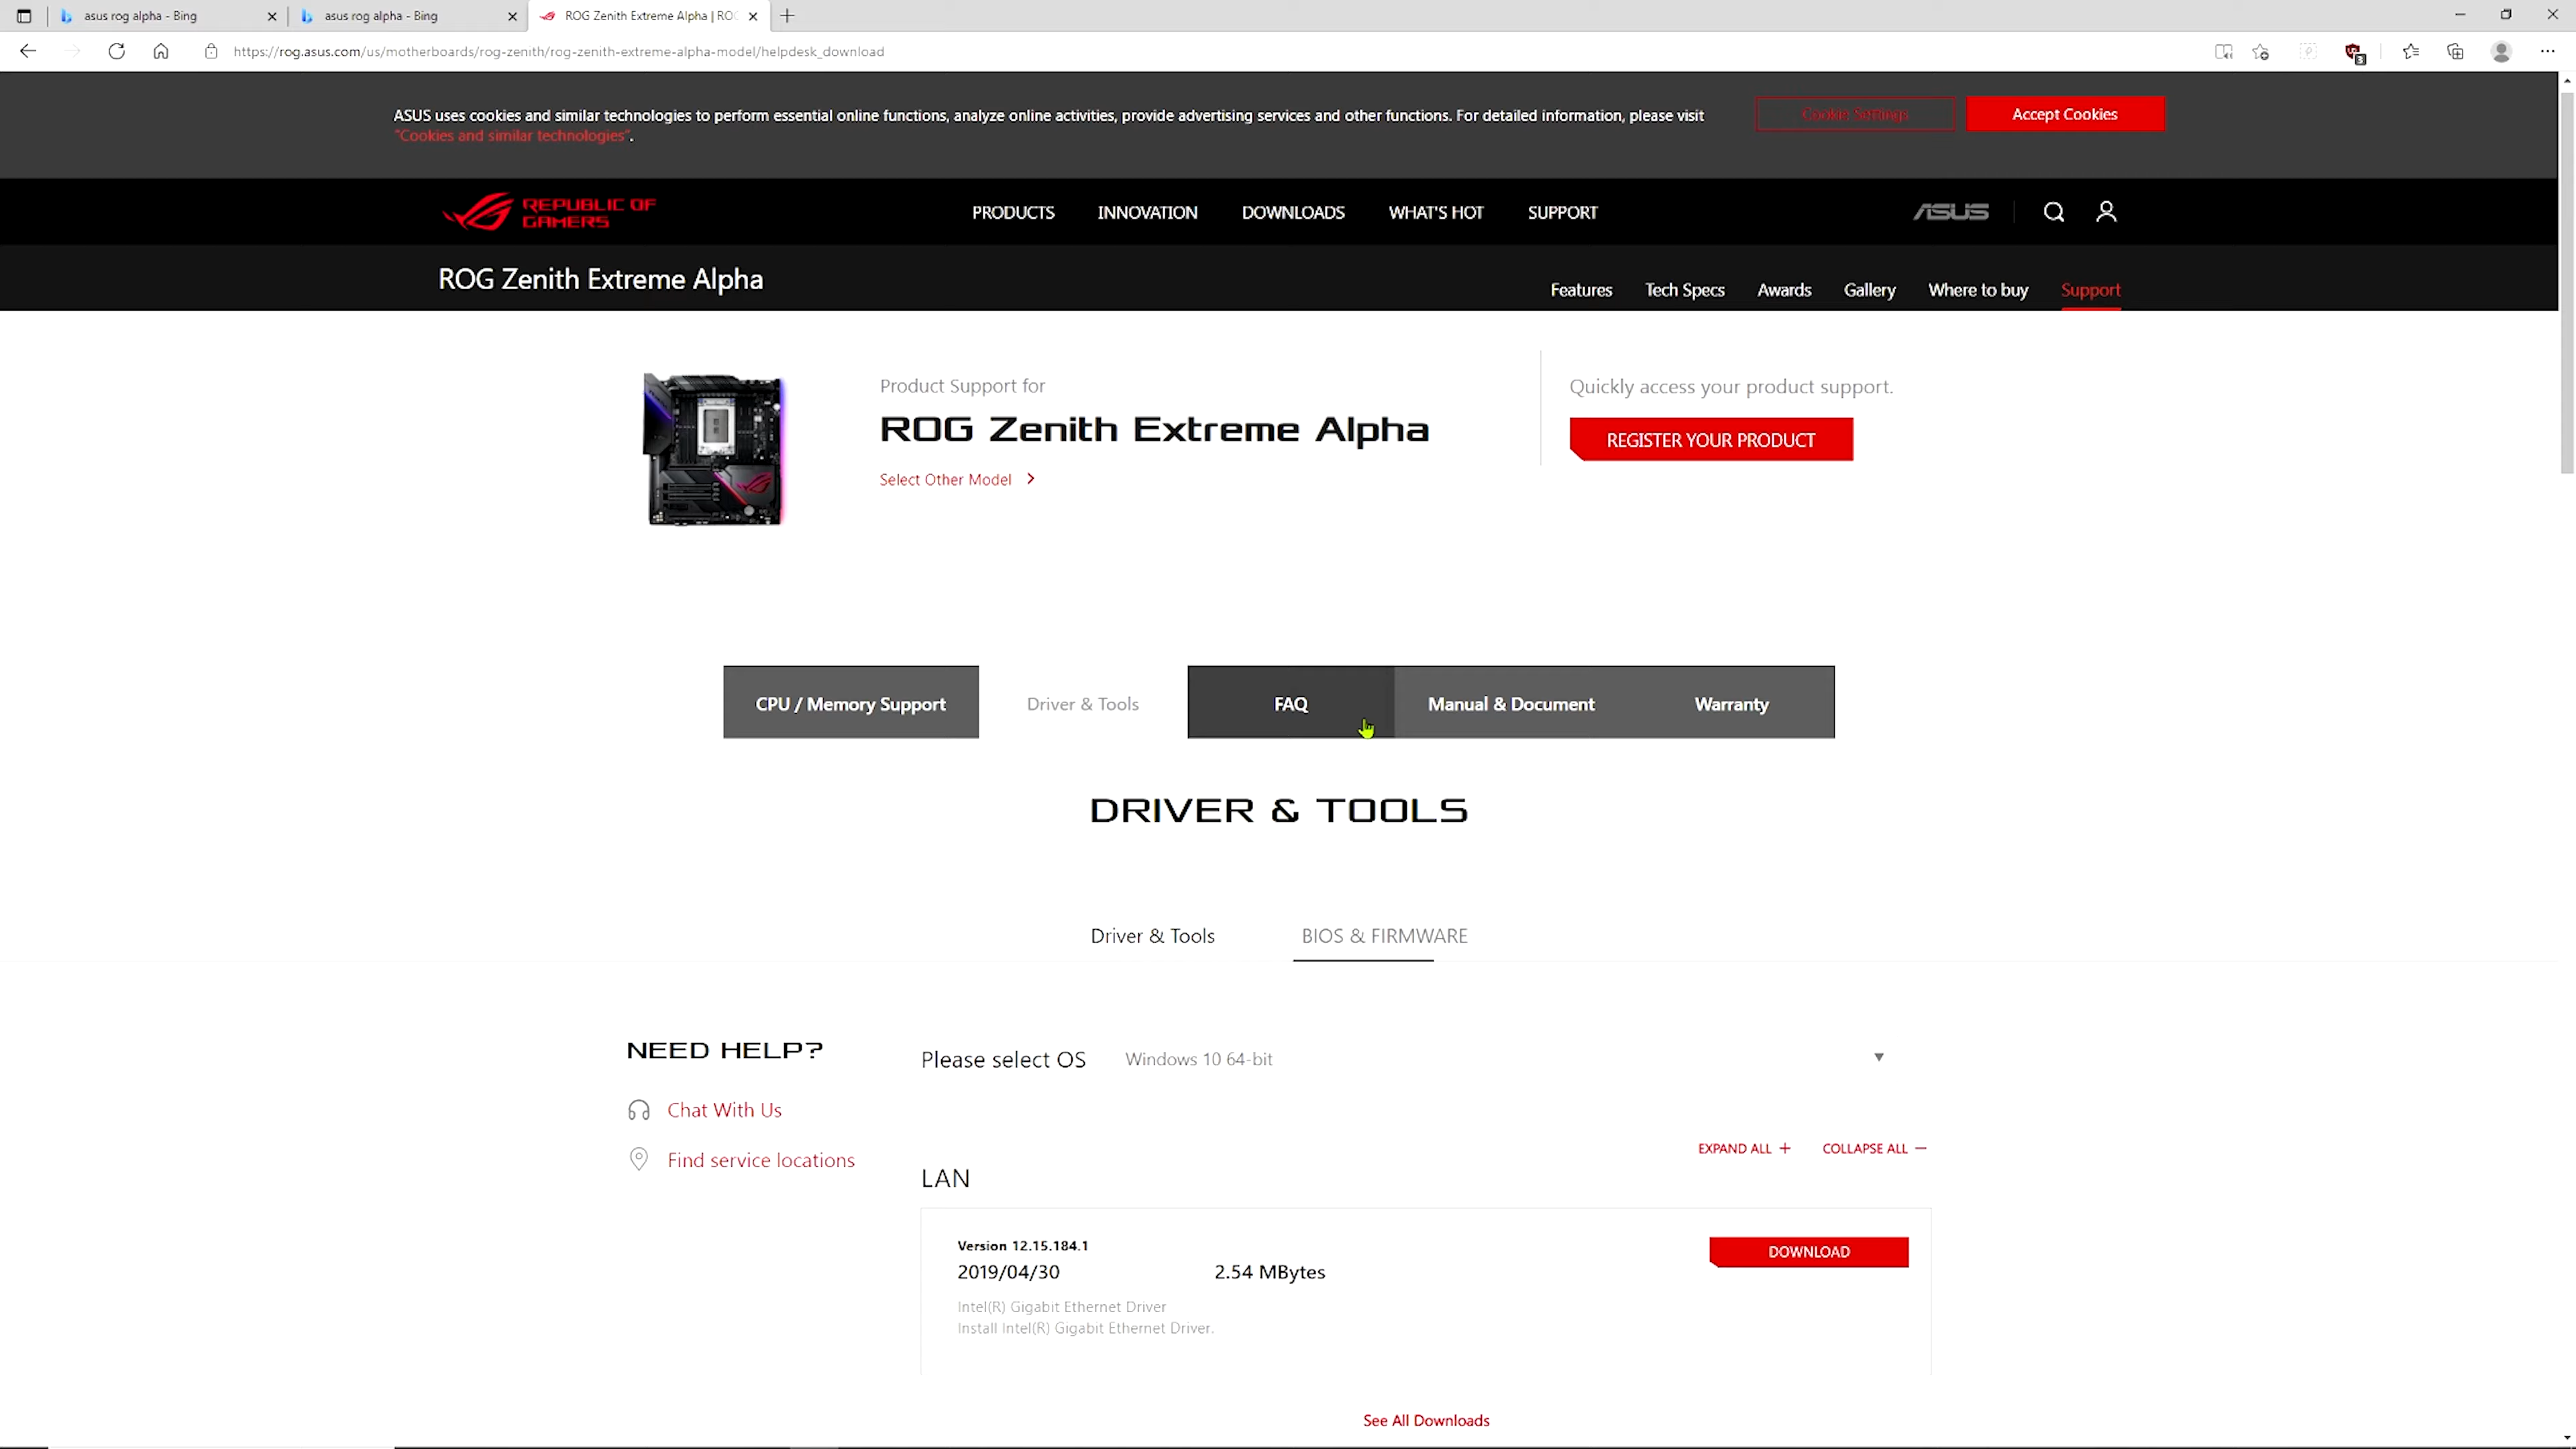 asus rog alpha - Bing
asus rog alpha - Bing
ROG Zenith Extreme Alpha | ROG
https://rog.asus.com/us/motherboards/rog-zenith/rog-zenith-extreme-alpha-model/helpdesk_download
3
ASUS uses cookies and similar technologies to perform essential online functions, analyze online activities, provide advertising services and other functions. For detailed information, please visit
"Cookies and similar technologies".
Cookie Settings
Accept Cookies
REPUBLIC OF
GAMERS
PRODUCTS INNOVATION DOWNLOADS WHAT'S HOT SUPPORT
ASUS
ROG Zenith Extreme Alpha
Features Tech Specs Awards Gallery Where to buy Support
Product Support for
ROG Zenith Extreme Alpha
Select Other Model
Quickly access your product support.
REGISTER YOUR PRODUCT
CPU / Memory Support Driver & Tools FAQ Manual & Document Warranty
DRIVER & TOOLS
Driver & Tools BIOS & FIRMWARE
NEED HELP?
Chat With Us
Find service locations
Please select OS Windows 10 64-bit
EXPAND ALL + COLLAPSE ALL −
LAN
Version 12.15.184.1
2019/04/30 2.54 MBytes
DOWNLOAD
Intel(R) Gigabit Ethernet Driver
Install Intel(R) Gigabit Ethernet Driver.
See All Downloads